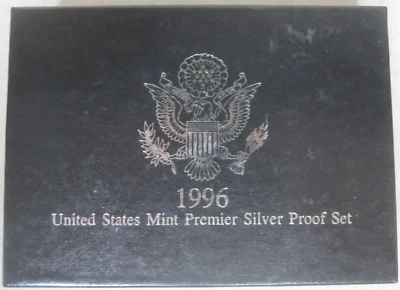 1996
United States Mint Premier Silver Proof Set